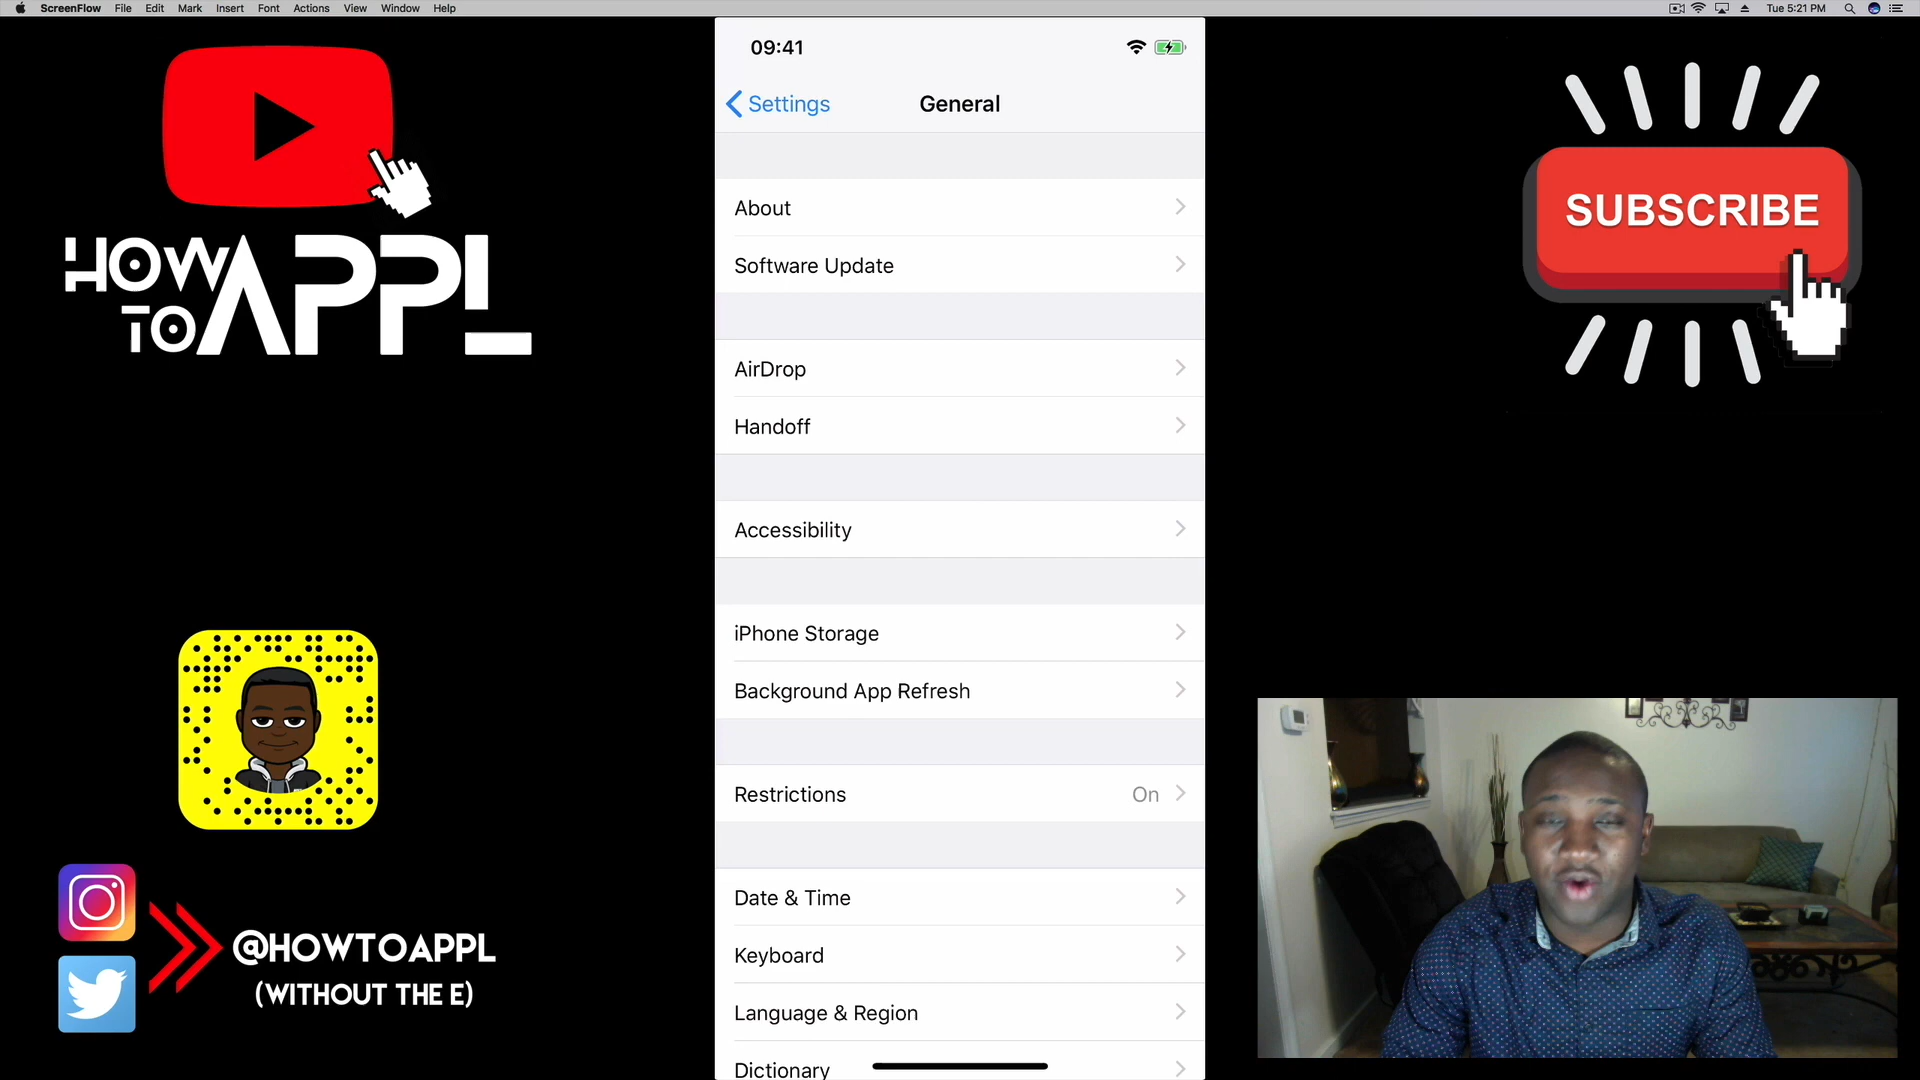 ScreenFlow File Edit Mark Insert Font Actions View Window Help
Tue 5:21 PM
HOW
TO APPL
@HOWTOAPPL
(WITHOUT THE E)
09:41
Settings
General
About
Software Update
AirDrop
Handoff
Accessibility
iPhone Storage
Background App Refresh
Restrictions On
Date & Time
Keyboard
Language & Region
Dictionary
SUBSCRIBE